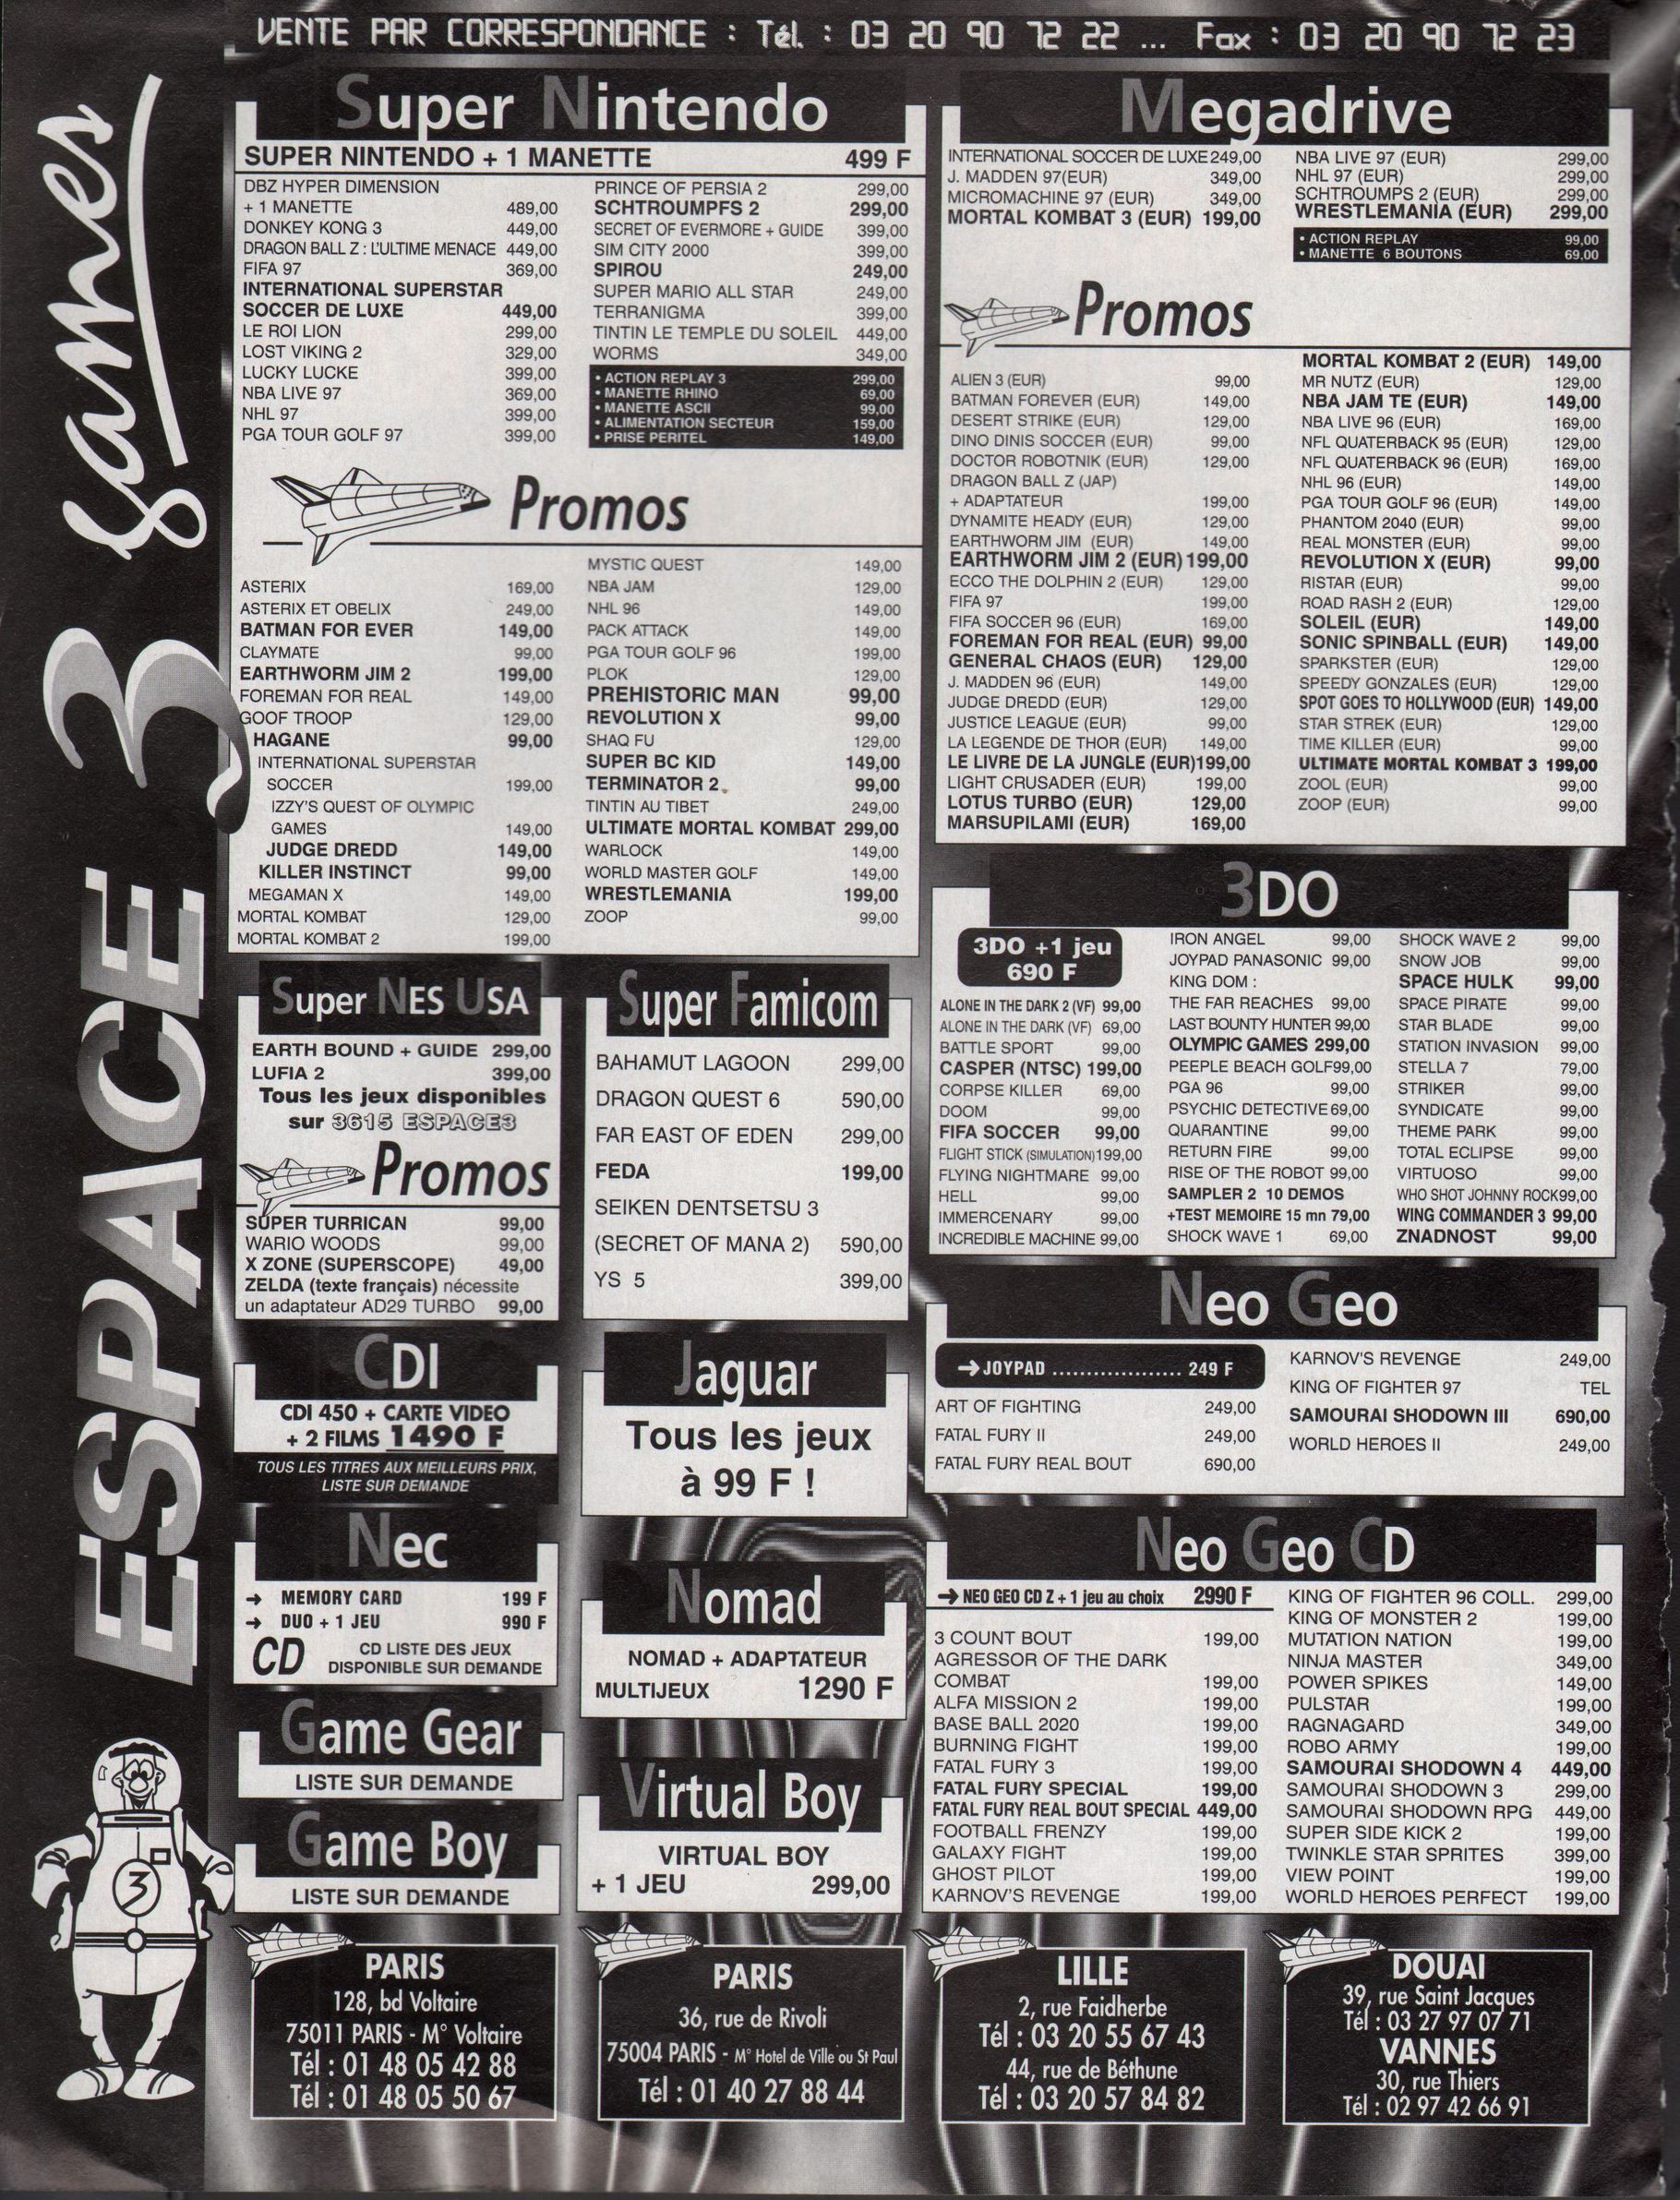 VENTE PAR CORRESPONDANCE : Tél. : 03 20 90 72 22 ... Fax : 03 20 90 72 23
ESPACE 3 games
Super Nintendo
SUPER NINTENDO + 1 MANETTE 499 F
DBZ HYPER DIMENSION
+ 1 MANETTE 489,00
DONKEY KONG 3 449,00
DRAGON BALL Z : L'ULTIME MENACE 449,00
FIFA 97 369,00
INTERNATIONAL SUPERSTAR
SOCCER DE LUXE 449,00
LE ROI LION 299,00
LOST VIKING 2 329,00
LUCKY LUCKE 399,00
NBA LIVE 97 369,00
NHL 97 399,00
PGA TOUR GOLF 97 399,00
PRINCE OF PERSIA 2 299,00
SCHTROUMPFS 2 299,00
SECRET OF EVERMORE + GUIDE 399,00
SIM CITY 2000 399,00
SPIROU 249,00
SUPER MARIO ALL STAR 249,00
TERRANIGMA 399,00
TINTIN LE TEMPLE DU SOLEIL 449,00
WORMS 349,00
• ACTION REPLAY 3 299,00
• MANETTE RHINO 69,00
• MANETTE ASCII 99,00
• ALIMENTATION SECTEUR 159,00
• PRISE PERITEL 149,00
Promos
ASTERIX 169,00
ASTERIX ET OBELIX 249,00
BATMAN FOR EVER 149,00
CLAYMATE 99,00
EARTHWORM JIM 2 199,00
FOREMAN FOR REAL 149,00
GOOF TROOP 129,00
HAGANE 99,00
INTERNATIONAL SUPERSTAR
SOCCER 199,00
IZZY'S QUEST OF OLYMPIC
GAMES 149,00
JUDGE DREDD 149,00
KILLER INSTINCT 99,00
MEGAMAN X 149,00
MORTAL KOMBAT 129,00
MORTAL KOMBAT 2 199,00
MYSTIC QUEST 149,00
NBA JAM 129,00
NHL 96 149,00
PACK ATTACK 149,00
PGA TOUR GOLF 96 199,00
PLOK 129,00
PREHISTORIC MAN 99,00
REVOLUTION X 99,00
SHAQ FU 129,00
SUPER BC KID 149,00
TERMINATOR 2 99,00
TINTIN AU TIBET 249,00
ULTIMATE MORTAL KOMBAT 299,00
WARLOCK 149,00
WORLD MASTER GOLF 149,00
WRESTLEMANIA 199,00
ZOOP 99,00
Megadrive
INTERNATIONAL SOCCER DE LUXE 249,00
J. MADDEN 97(EUR) 349,00
MICROMACHINE 97 (EUR) 349,00
MORTAL KOMBAT 3 (EUR) 199,00
NBA LIVE 97 (EUR) 299,00
NHL 97 (EUR) 299,00
SCHTROUMPS 2 (EUR) 299,00
WRESTLEMANIA (EUR) 299,00
• ACTION REPLAY 99,00
• MANETTE 6 BOUTONS 69,00
Promos
ALIEN 3 (EUR) 99,00
BATMAN FOREVER (EUR) 149,00
DESERT STRIKE (EUR) 129,00
DINO DINIS SOCCER (EUR) 99,00
DOCTOR ROBOTNIK (EUR) 129,00
DRAGON BALL Z (JAP)
+ ADAPTATEUR 199,00
DYNAMITE HEADY (EUR) 129,00
EARTHWORM JIM (EUR) 149,00
EARTHWORM JIM 2 (EUR) 199,00
ECCO THE DOLPHIN 2 (EUR) 129,00
FIFA 97 199,00
FIFA SOCCER 96 (EUR) 169,00
FOREMAN FOR REAL (EUR) 99,00
GENERAL CHAOS (EUR) 129,00
J. MADDEN 96 (EUR) 149,00
JUDGE DREDD (EUR) 129,00
JUSTICE LEAGUE (EUR) 99,00
LA LEGENDE DE THOR (EUR) 149,00
LE LIVRE DE LA JUNGLE (EUR) 199,00
LIGHT CRUSADER (EUR) 199,00
LOTUS TURBO (EUR) 129,00
MARSUPILAMI (EUR) 169,00
MORTAL KOMBAT 2 (EUR) 149,00
MR NUTZ (EUR) 129,00
NBA JAM TE (EUR) 149,00
NBA LIVE 96 (EUR) 169,00
NFL QUATERBACK 95 (EUR) 129,00
NFL QUATERBACK 96 (EUR) 169,00
NHL 96 (EUR) 149,00
PGA TOUR GOLF 96 (EUR) 149,00
PHANTOM 2040 (EUR) 99,00
REAL MONSTER (EUR) 99,00
REVOLUTION X (EUR) 99,00
RISTAR (EUR) 99,00
ROAD RASH 2 (EUR) 129,00
SOLEIL (EUR) 149,00
SONIC SPINBALL (EUR) 149,00
SPARKSTER (EUR) 129,00
SPEEDY GONZALES (EUR) 129,00
SPOT GOES TO HOLLYWOOD (EUR) 149,00
STAR STREK (EUR) 129,00
TIME KILLER (EUR) 99,00
ULTIMATE MORTAL KOMBAT 3 199,00
ZOOL (EUR) 99,00
ZOOP (EUR) 99,00
3DO
3DO +1 jeu
690 F
ALONE IN THE DARK 2 (VF) 99,00
ALONE IN THE DARK (VF) 69,00
BATTLE SPORT 99,00
CASPER (NTSC) 199,00
CORPSE KILLER 69,00
DOOM 99,00
FIFA SOCCER 99,00
FLIGHT STICK (SIMULATION) 199,00
FLYING NIGHTMARE 99,00
HELL 99,00
IMMERCENARY 99,00
INCREDIBLE MACHINE 99,00
IRON ANGEL 99,00
JOYPAD PANASONIC 99,00
KING DOM :
THE FAR REACHES 99,00
LAST BOUNTY HUNTER 99,00
OLYMPIC GAMES 299,00
PEEPLE BEACH GOLF 99,00
PGA 96 99,00
PSYCHIC DETECTIVE 69,00
QUARANTINE 99,00
RETURN FIRE 99,00
RISE OF THE ROBOT 99,00
SAMPLER 2 10 DEMOS
+TEST MEMOIRE 15 mn 79,00
SHOCK WAVE 1 69,00
SHOCK WAVE 2 99,00
SNOW JOB 99,00
SPACE HULK 99,00
SPACE PIRATE 99,00
STAR BLADE 99,00
STATION INVASION 99,00
STELLA 7 79,00
STRIKER 99,00
SYNDICATE 99,00
THEME PARK 99,00
TOTAL ECLIPSE 99,00
VIRTUOSO 99,00
WHO SHOT JOHNNY ROCK 99,00
WING COMMANDER 3 99,00
ZNADNOST 99,00
Super NES USA
EARTH BOUND + GUIDE 299,00
LUFIA 2 399,00
Tous les jeux disponibles
sur 3615 ESPACE3
Promos
SUPER TURRICAN 99,00
WARIO WOODS 99,00
X ZONE (SUPERSCOPE) 49,00
ZELDA (texte français) nécessite
un adaptateur AD29 TURBO 99,00
Super Famicom
BAHAMUT LAGOON 299,00
DRAGON QUEST 6 590,00
FAR EAST OF EDEN 299,00
FEDA 199,00
SEIKEN DENTSETSU 3
(SECRET OF MANA 2) 590,00
YS 5 399,00
Neo Geo
➔ JOYPAD ................... 249 F
ART OF FIGHTING 249,00
FATAL FURY II 249,00
FATAL FURY REAL BOUT 690,00
KARNOV'S REVENGE 249,00
KING OF FIGHTER 97 TEL
SAMOURAI SHODOWN III 690,00
WORLD HEROES II 249,00
CDI
CDI 450 + CARTE VIDEO
+ 2 FILMS 1490 F
TOUS LES TITRES AUX MEILLEURS PRIX,
LISTE SUR DEMANDE
Jaguar
Tous les jeux
à 99 F !
Nec
➔ MEMORY CARD 199 F
➔ DUO + 1 JEU 990 F
CD CD LISTE DES JEUX
DISPONIBLE SUR DEMANDE
Nomad
NOMAD + ADAPTATEUR
MULTIJEUX 1290 F
Neo Geo CD
➔ NEO GEO CD Z + 1 jeu au choix 2990 F
3 COUNT BOUT 199,00
AGRESSOR OF THE DARK
COMBAT 199,00
ALFA MISSION 2 199,00
BASE BALL 2020 199,00
BURNING FIGHT 199,00
FATAL FURY 3 199,00
FATAL FURY SPECIAL 199,00
FATAL FURY REAL BOUT SPECIAL 449,00
FOOTBALL FRENZY 199,00
GALAXY FIGHT 199,00
GHOST PILOT 199,00
KARNOV'S REVENGE 199,00
KING OF FIGHTER 96 COLL. 299,00
KING OF MONSTER 2 199,00
MUTATION NATION 199,00
NINJA MASTER 349,00
POWER SPIKES 149,00
PULSTAR 199,00
RAGNAGARD 349,00
ROBO ARMY 199,00
SAMOURAI SHODOWN 4 449,00
SAMOURAI SHODOWN 3 299,00
SAMOURAI SHODOWN RPG 449,00
SUPER SIDE KICK 2 199,00
TWINKLE STAR SPRITES 399,00
VIEW POINT 199,00
WORLD HEROES PERFECT 199,00
Game Gear
LISTE SUR DEMANDE
Game Boy
LISTE SUR DEMANDE
Virtual Boy
VIRTUAL BOY
+ 1 JEU 299,00
3
PARIS
128, bd Voltaire
75011 PARIS - M° Voltaire
Tél : 01 48 05 42 88
Tél : 01 48 05 50 67
PARIS
36, rue de Rivoli
75004 PARIS - M° Hotel de Ville ou St Paul
Tél : 01 40 27 88 44
LILLE
2, rue Faidherbe
Tél : 03 20 55 67 43
44, rue de Béthune
Tél : 03 20 57 84 82
DOUAI
39, rue Saint Jacques
Tél : 03 27 97 07 71
VANNES
30, rue Thiers
Tél : 02 97 42 66 91